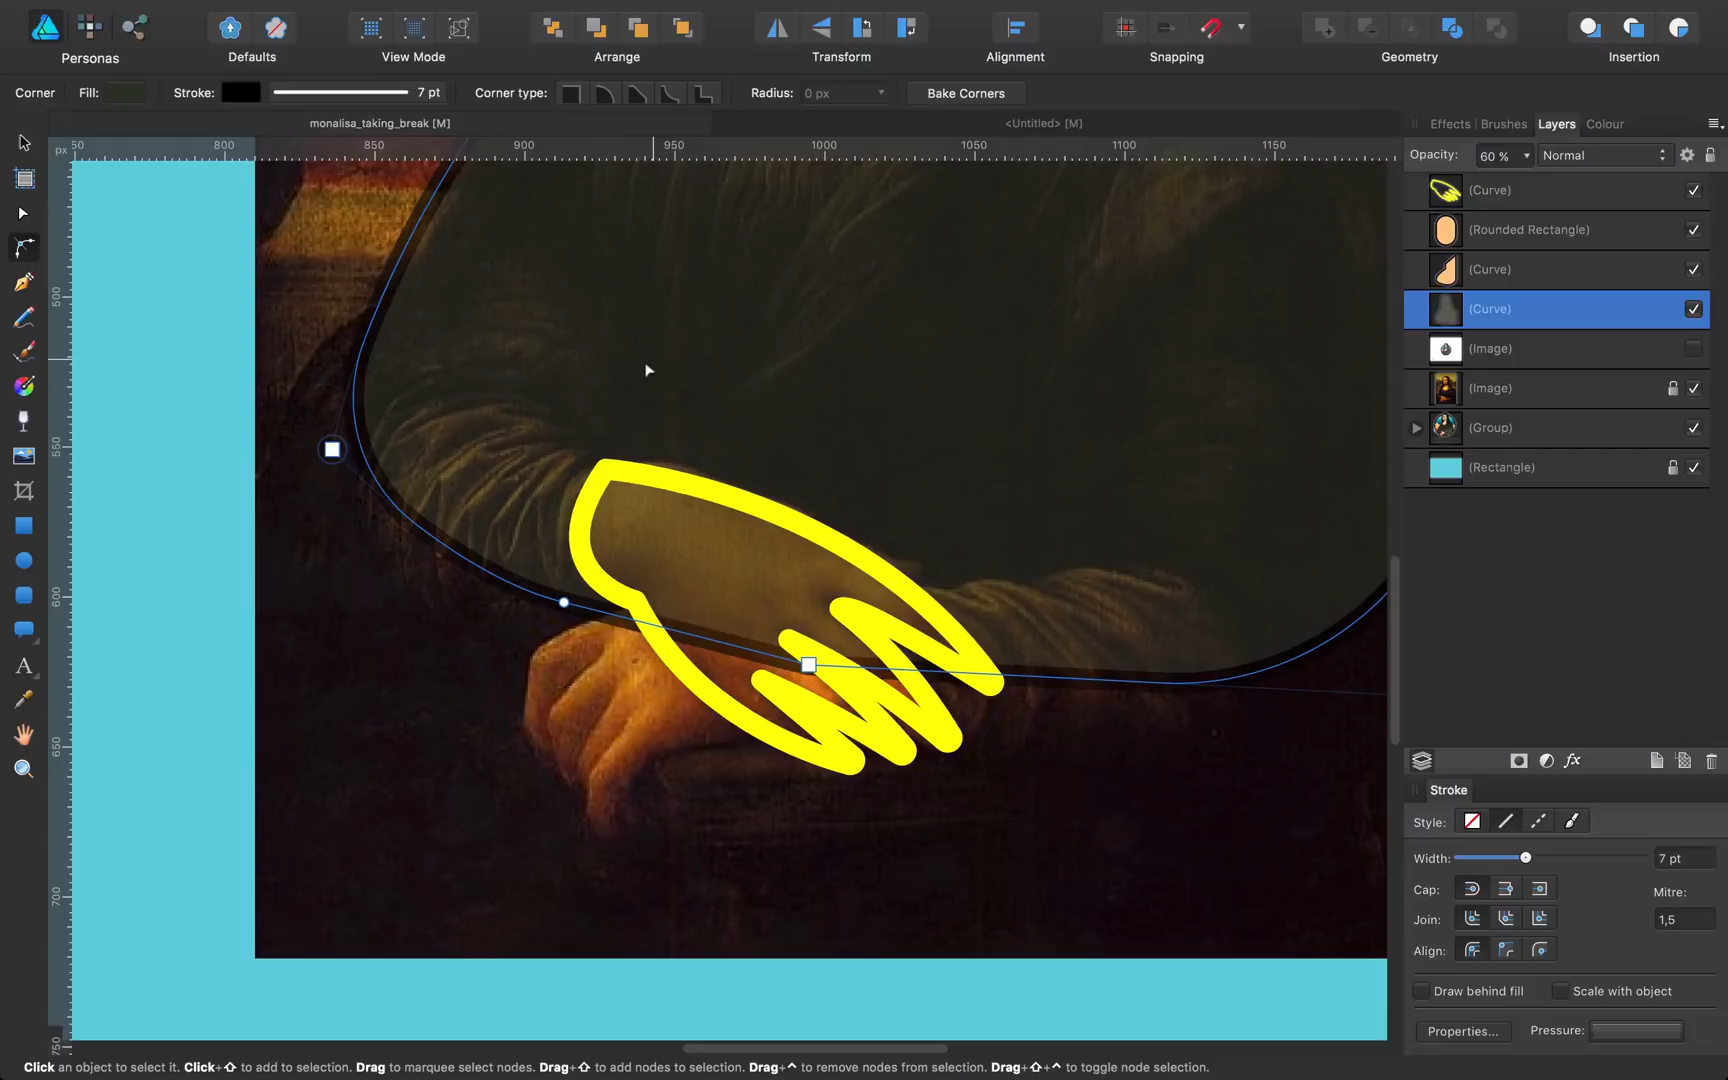 Personas Defaults View Mode Arrange Transform Alignment Snapping Geometry Insertion
Corner Fill: Stroke: 7 pt Corner type: Radius: 0 px Bake Corners
monalisa_taking_break [M] <Untitled> [M]
Effects Brushes Layers Colour
px 50 800 850 900 950 1000 1050 1100 1150
Opacity: 60 % Normal
(Curve)
(Rounded Rectangle)
(Curve)
(Curve)
(Image)
(Image)
(Group)
(Rectangle)
500
550
600
650
700
750
A
fx
Stroke
Style:
Width: 7 pt
Cap: Mitre:
Join: 1,5
Align:
Draw behind fill Scale with object
Properties... Pressure:
Click an object to select it. Click+⇧ to add to selection. Drag to marquee select nodes. Drag+⇧ to add nodes to selection. Drag+^ to remove nodes from selection. Drag+⇧+^ to toggle node selection.